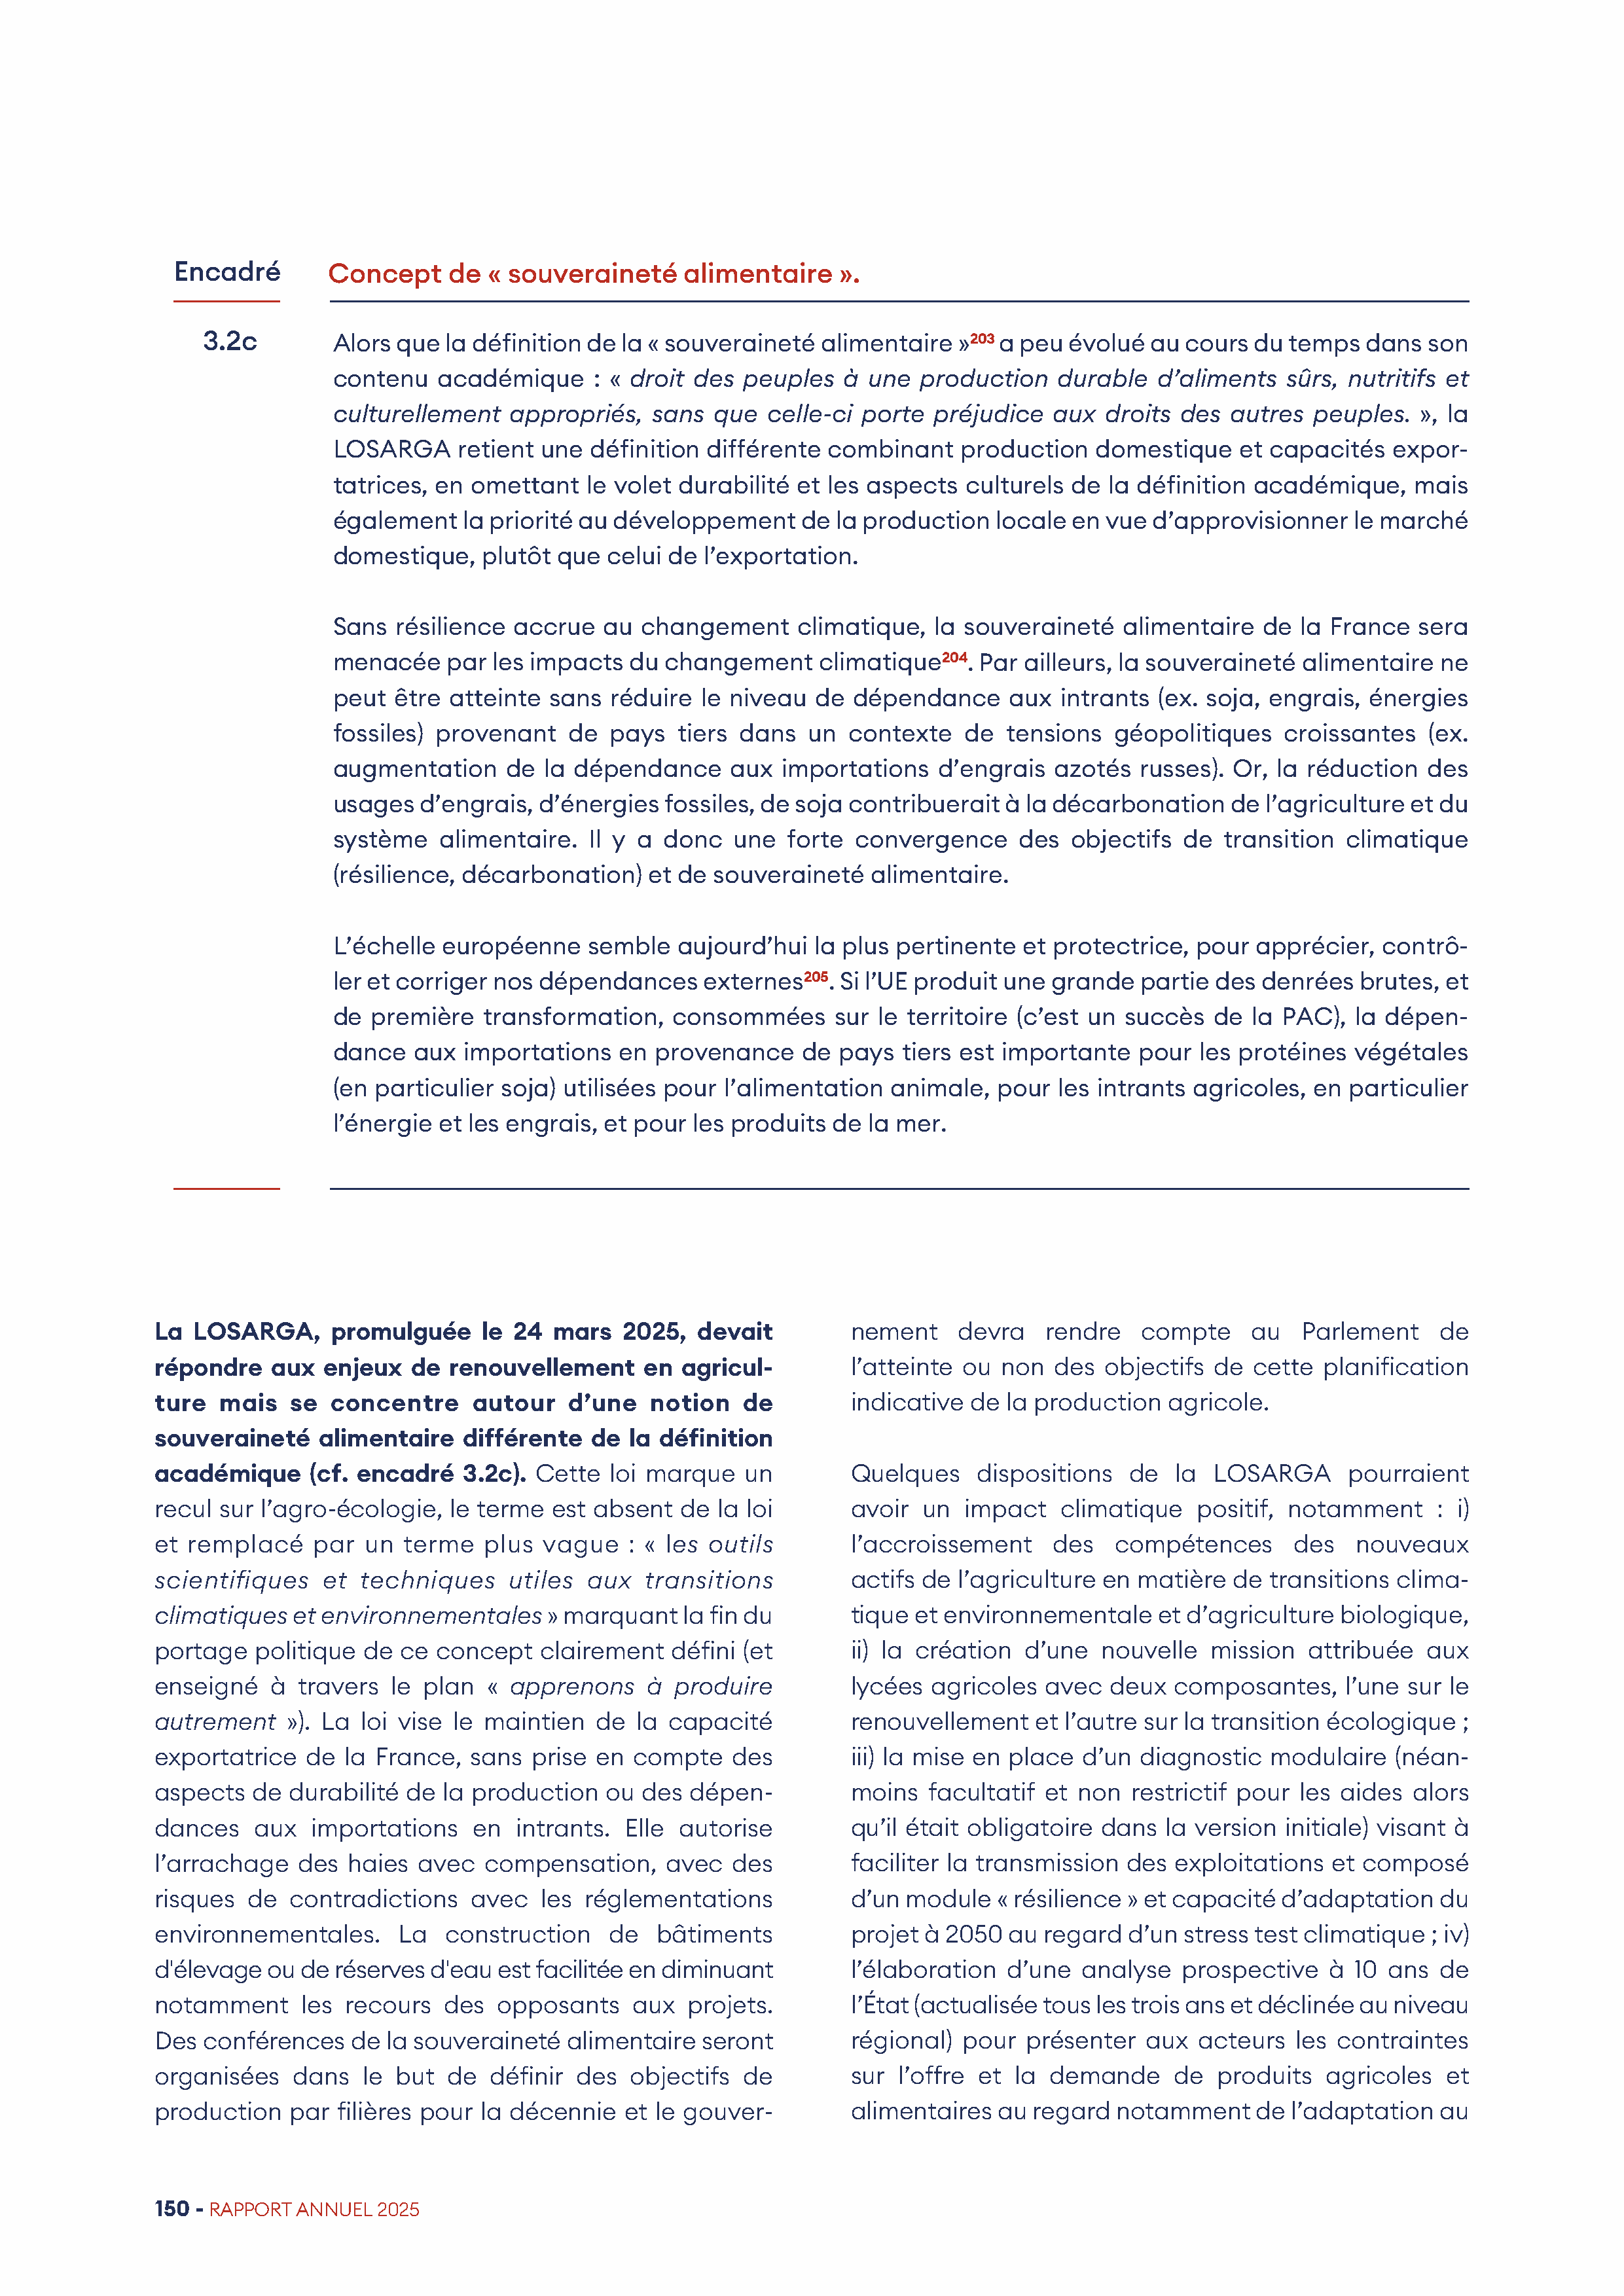 Encadré
Concept de « souveraineté alimentaire ».
3.2c
Alors que la définition de la « souveraineté alimentaire »203 a peu évolué au cours du temps dans son
contenu académique : « droit des peuples à une production durable d’aliments sûrs, nutritifs et
culturellement appropriés, sans que celle-ci porte préjudice aux droits des autres peuples. », la
LOSARGA retient une définition différente combinant production domestique et capacités expor-
tatrices, en omettant le volet durabilité et les aspects culturels de la définition académique, mais
également la priorité au développement de la production locale en vue d’approvisionner le marché
domestique, plutôt que celui de l’exportation.
Sans résilience accrue au changement climatique, la souveraineté alimentaire de la France sera
menacée par les impacts du changement climatique204. Par ailleurs, la souveraineté alimentaire ne
peut être atteinte sans réduire le niveau de dépendance aux intrants (ex. soja, engrais, énergies
fossiles) provenant de pays tiers dans un contexte de tensions géopolitiques croissantes (ex.
augmentation de la dépendance aux importations d’engrais azotés russes). Or, la réduction des
usages d’engrais, d’énergies fossiles, de soja contribuerait à la décarbonation de l’agriculture et du
système alimentaire. Il y a donc une forte convergence des objectifs de transition climatique
(résilience, décarbonation) et de souveraineté alimentaire.
L’échelle européenne semble aujourd’hui la plus pertinente et protectrice, pour apprécier, contrô-
ler et corriger nos dépendances externes205. Si l’UE produit une grande partie des denrées brutes, et
de première transformation, consommées sur le territoire (c’est un succès de la PAC), la dépen-
dance aux importations en provenance de pays tiers est importante pour les protéines végétales
(en particulier soja) utilisées pour l’alimentation animale, pour les intrants agricoles, en particulier
l’énergie et les engrais, et pour les produits de la mer.
La LOSARGA, promulguée le 24 mars 2025, devait
répondre aux enjeux de renouvellement en agricul-
ture mais se concentre autour d’une notion de
souveraineté alimentaire différente de la définition
académique (cf. encadré 3.2c). Cette loi marque un
recul sur l’agro-écologie, le terme est absent de la loi
et remplacé par un terme plus vague : « les outils
scientifiques et techniques utiles aux transitions
climatiques et environnementales » marquant la fin du
portage politique de ce concept clairement défini (et
enseigné à travers le plan « apprenons à produire
autrement »). La loi vise le maintien de la capacité
exportatrice de la France, sans prise en compte des
aspects de durabilité de la production ou des dépen-
dances aux importations en intrants. Elle autorise
l’arrachage des haies avec compensation, avec des
risques de contradictions avec les réglementations
environnementales. La construction de bâtiments
d'élevage ou de réserves d'eau est facilitée en diminuant
notamment les recours des opposants aux projets.
Des conférences de la souveraineté alimentaire seront
organisées dans le but de définir des objectifs de
production par filières pour la décennie et le gouver-
nement devra rendre compte au Parlement de
l’atteinte ou non des objectifs de cette planification
indicative de la production agricole.
Quelques dispositions de la LOSARGA pourraient
avoir un impact climatique positif, notamment : i)
l’accroissement des compétences des nouveaux
actifs de l’agriculture en matière de transitions clima-
tique et environnementale et d’agriculture biologique,
ii) la création d’une nouvelle mission attribuée aux
lycées agricoles avec deux composantes, l’une sur le
renouvellement et l’autre sur la transition écologique ;
iii) la mise en place d’un diagnostic modulaire (néan-
moins facultatif et non restrictif pour les aides alors
qu’il était obligatoire dans la version initiale) visant à
faciliter la transmission des exploitations et composé
d’un module « résilience » et capacité d’adaptation du
projet à 2050 au regard d’un stress test climatique ; iv)
l’élaboration d’une analyse prospective à 10 ans de
l’État (actualisée tous les trois ans et déclinée au niveau
régional) pour présenter aux acteurs les contraintes
sur l’offre et la demande de produits agricoles et
alimentaires au regard notamment de l’adaptation au
150 - RAPPORT ANNUEL 2025